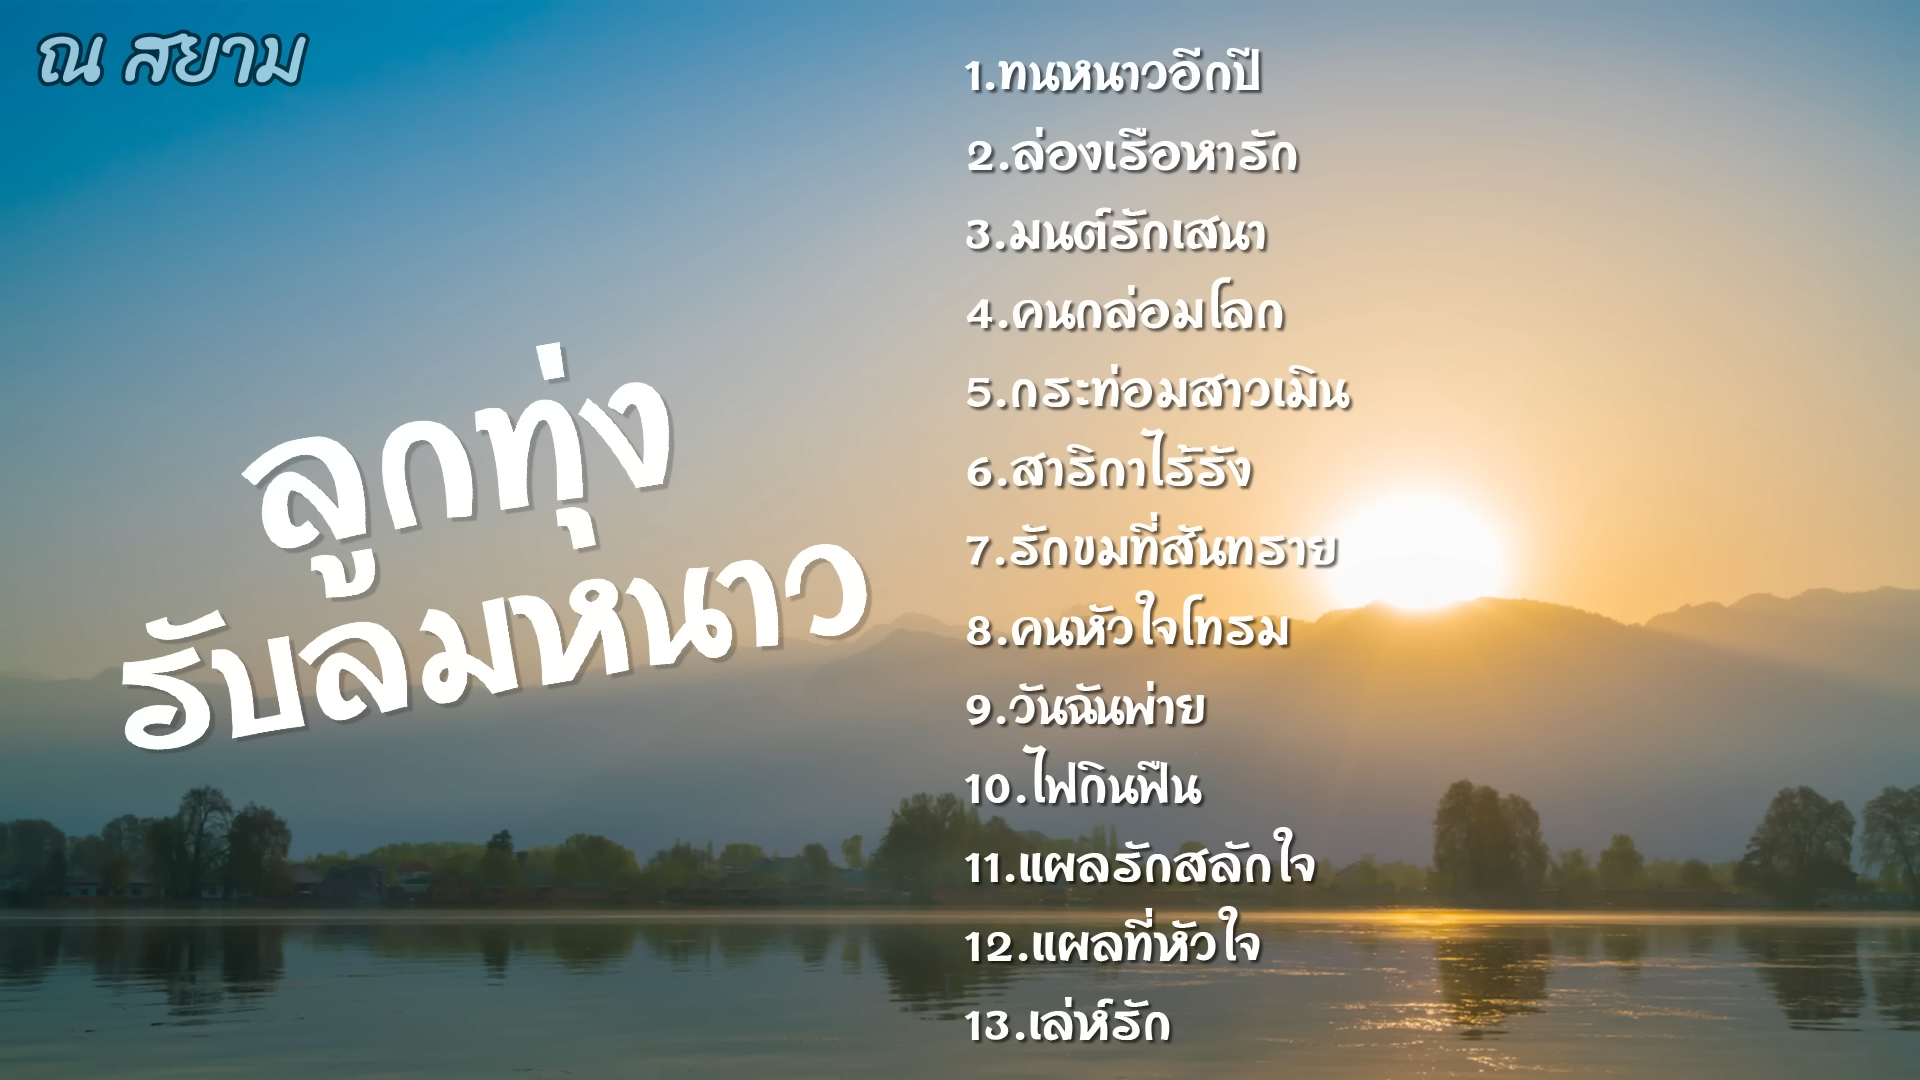 ณ สยาม
ลูกทุ่ง
รับลมหนาว
1.ทนหนาวอีกปี
2.ล่องเรือหารัก
3.มนต์รักเสนา
4.คนกล่อมโลก
5.กระท่อมสาวเมิน
6.สาริกาไร้รัง
7.รักขมที่สันทราย
8.คนหัวใจโทรม
9.วันฉันพ่าย
10.ไฟกินฟืน
11.แผลรักสลักใจ
12.แผลที่หัวใจ
13.เล่ห์รัก